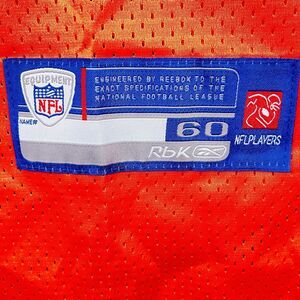 EQUIPMENT
NFL
NAME#
ENGINEERED BY REEBOK TO THE
EXACT SPECIFICATIONS OF THE
NATIONAL FOOTBALL LEAGUE
60
RbK
NFLPLAYERS